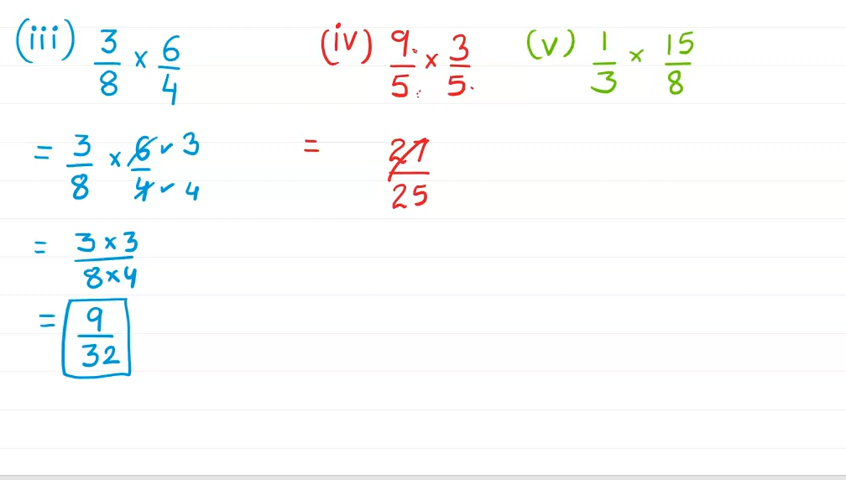 (iii) 3/8 × 6/4
= 3/8 × 6/4 3 4
= 3×3/8×4
= 9/32
(iv) 9/5 × 3/5
= 27/25
(v) 1/3 × 15/8